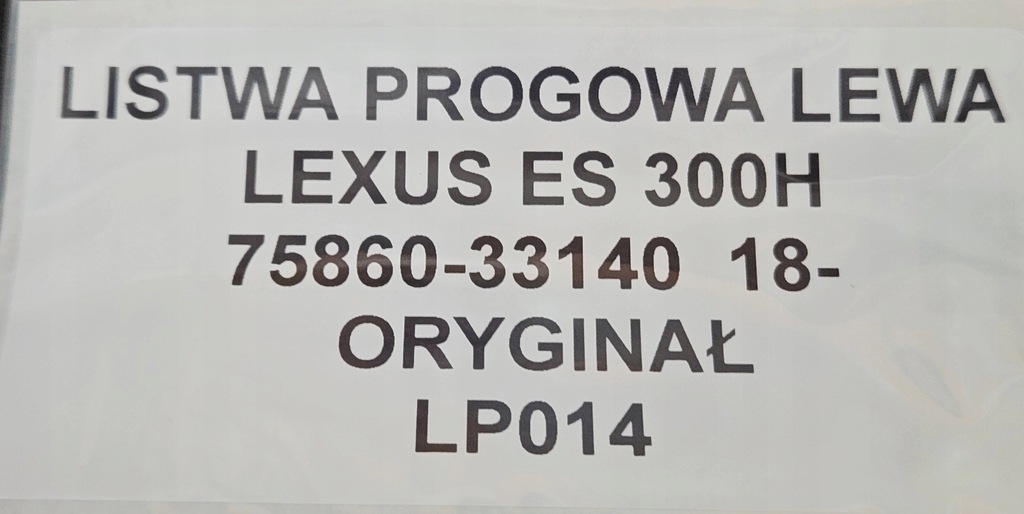 LISTWA PROGOWA LEWA
LEXUS ES 300H
75860-33140 18-
ORYGINAŁ
LP014